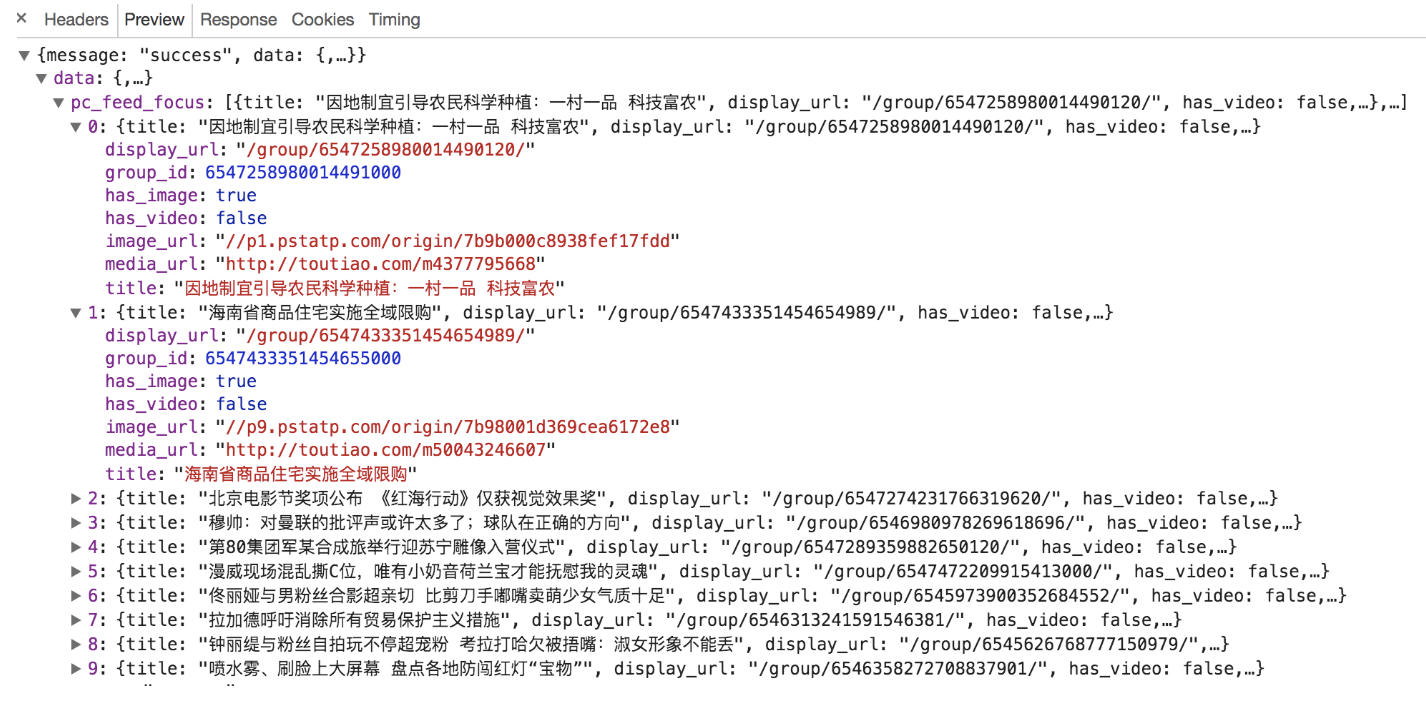 × Headers Preview Response Cookies Timing
▼ {message: "success", data: {,…}}
▼ data: {,…}
▼ pc_feed_focus: [{title: "因地制宜引导农民科学种植：一村一品 科技富农", display_url: "/group/6547258980014490120/", has_video: false,…},…]
▼ 0: {title: "因地制宜引导农民科学种植：一村一品 科技富农", display_url: "/group/6547258980014490120/", has_video: false,…}
display_url: "/group/6547258980014490120/"
group_id: 6547258980014491000
has_image: true
has_video: false
image_url: "//p1.pstatp.com/origin/7b9b000c8938fef17fdd"
media_url: "http://toutiao.com/m4377795668"
title: "因地制宜引导农民科学种植：一村一品 科技富农"
▼ 1: {title: "海南省商品住宅实施全域限购", display_url: "/group/6547433351454654989/", has_video: false,…}
display_url: "/group/6547433351454654989/"
group_id: 6547433351454655000
has_image: true
has_video: false
image_url: "//p9.pstatp.com/origin/7b98001d369cea6172e8"
media_url: "http://toutiao.com/m50043246607"
title: "海南省商品住宅实施全域限购"
▶ 2: {title: "北京电影节奖项公布 《红海行动》仅获视觉效果奖", display_url: "/group/6547274231766319620/", has_video: false,…}
▶ 3: {title: "穆帅：对曼联的批评声或许太多了；球队在正确的方向", display_url: "/group/6546980978269618696/", has_video: false,…}
▶ 4: {title: "第80集团军某合成旅举行迎苏宁雕像入营仪式", display_url: "/group/6547289359882650120/", has_video: false,…}
▶ 5: {title: "漫威现场混乱撕C位，唯有小奶音荷兰宝才能抚慰我的灵魂", display_url: "/group/6547472209915413000/", has_video: false,…}
▶ 6: {title: "佟丽娅与男粉丝合影超亲切 比剪刀手嘟嘴卖萌少女气质十足", display_url: "/group/6545973900352684552/", has_video: false,…}
▶ 7: {title: "拉加德呼吁消除所有贸易保护主义措施", display_url: "/group/6546313241591546381/", has_video: false,…}
▶ 8: {title: "钟丽缇与粉丝自拍玩不停超宠粉 考拉打哈欠被捂嘴：淑女形象不能丢", display_url: "/group/6545626768777150979/",…}
▶ 9: {title: "喷水雾、刷脸上大屏幕 盘点各地防闯红灯“宝物”", display_url: "/group/6546358272708837901/", has_video: false,…}